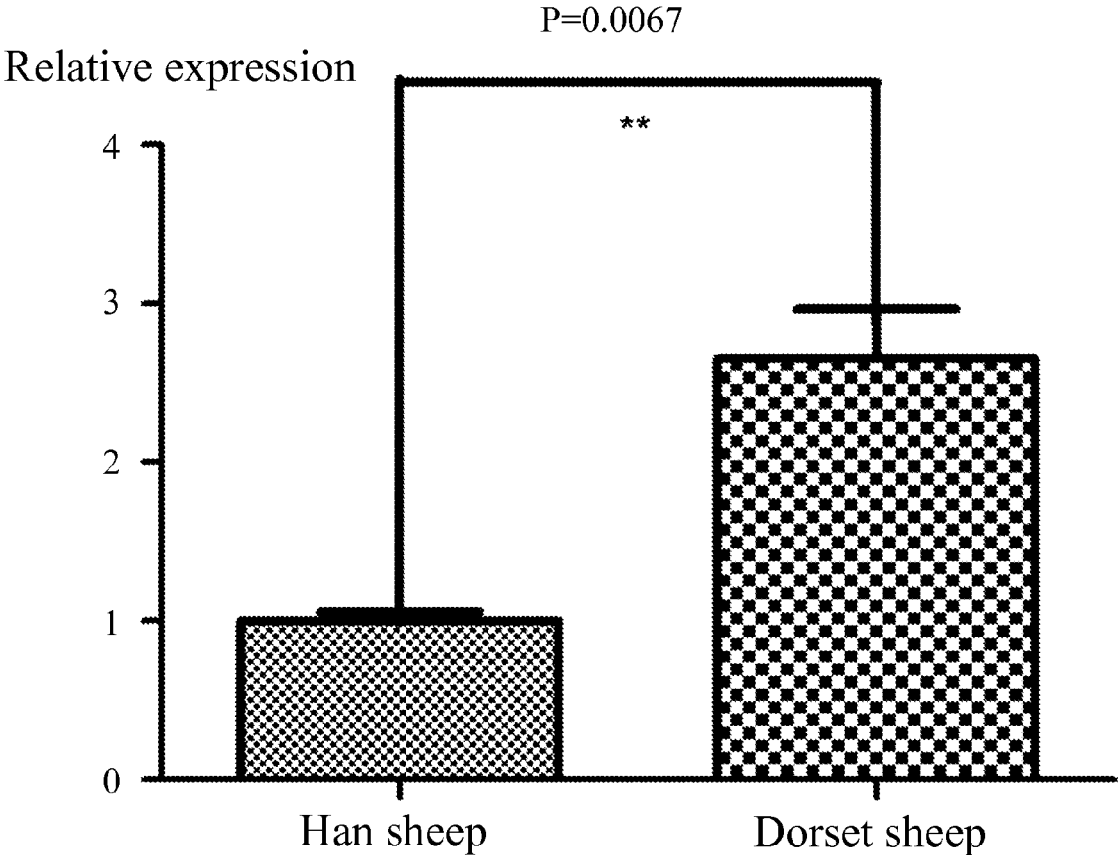 P=0.0067
Relative expression
**
4
3
2
1
0
Han sheep
Dorset sheep